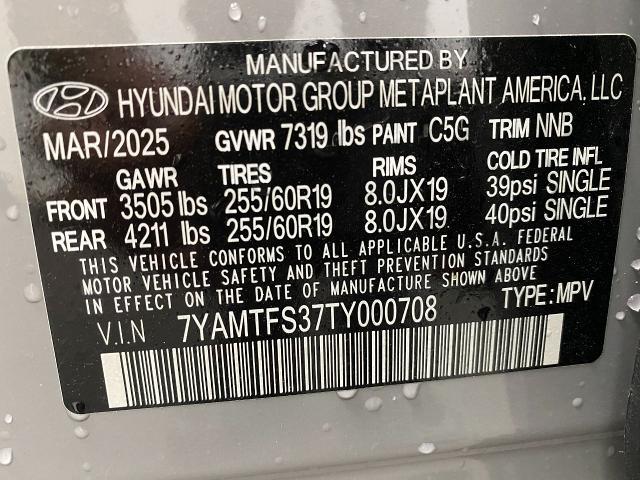 MANUFACTURED BY
HYUNDAI MOTOR GROUP METAPLANT AMERICA, LLC
MAR/2025 GVWR 7319 lbs PAINT C5G TRIM NNB
GAWR TIRES RIMS COLD TIRE INFL
FRONT 3505 lbs 255/60R19 8.0JX19 39psi SINGLE
REAR 4211 lbs 255/60R19 8.0JX19 40psi SINGLE
THIS VEHICLE CONFORMS TO ALL APPLICABLE U.S.A. FEDERAL
MOTOR VEHICLE SAFETY AND THEFT PREVENTION STANDARDS
IN EFFECT ON THE DATE OF MANUFACTURE SHOWN ABOVE
V.I.N 7YAMTFS37TY000708 TYPE: MPV